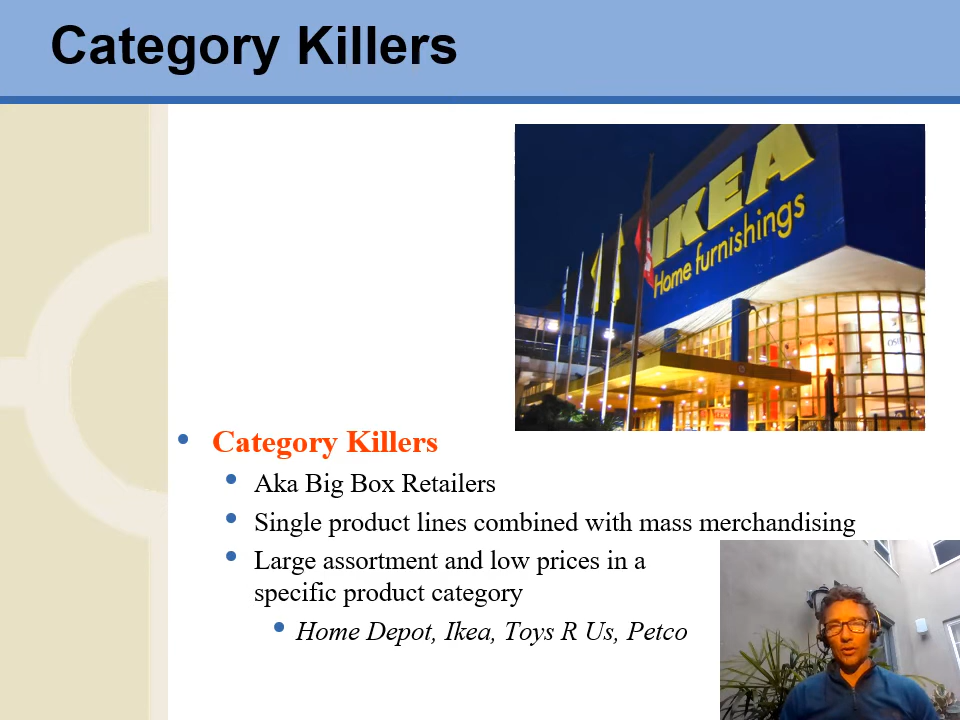 Category Killers
IKEA
Home furnishings
Category Killers
Aka Big Box Retailers
Single product lines combined with mass merchandising
Large assortment and low prices in a
specific product category
Home Depot, Ikea, Toys R Us, Petco